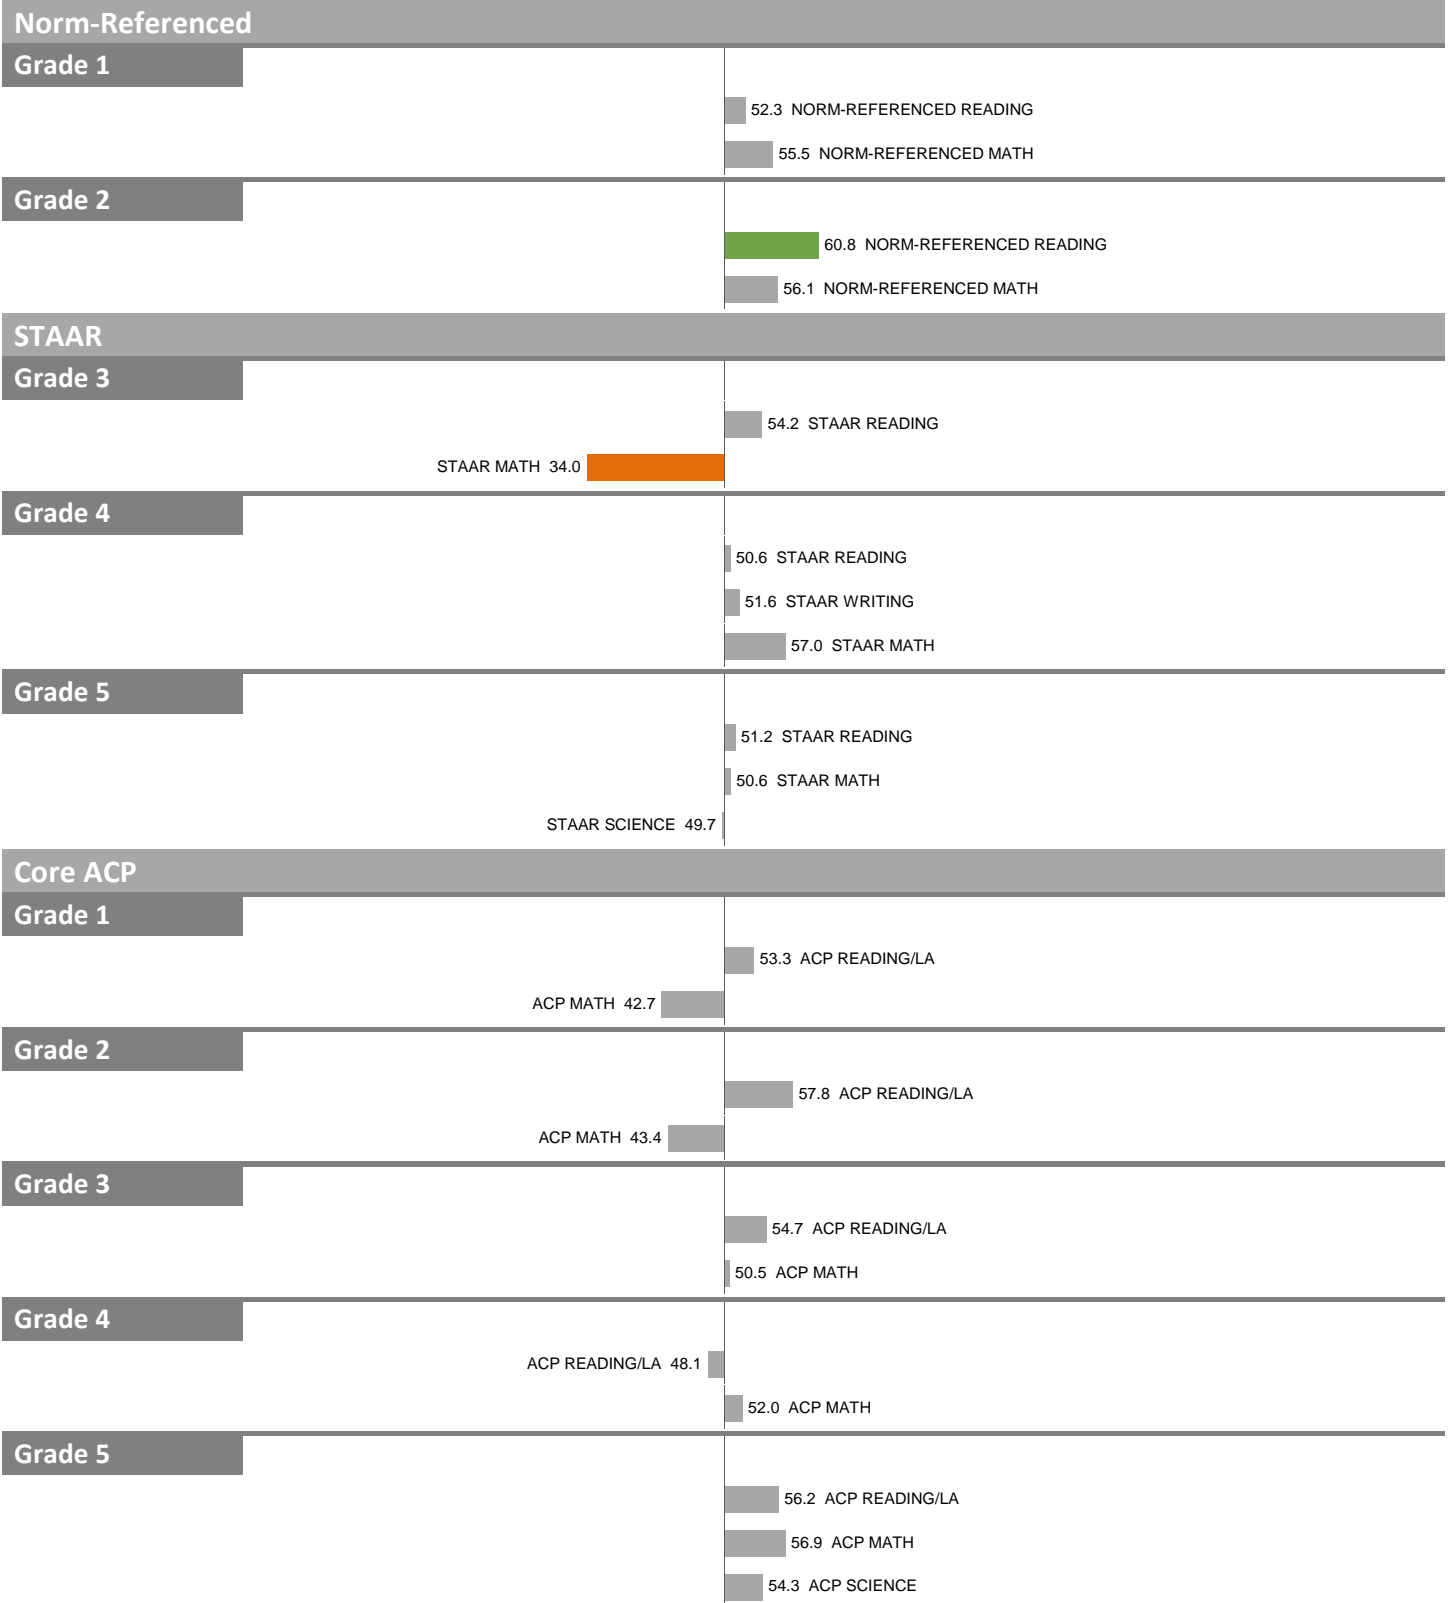 Norm-Referenced
Grade 1
52.3 NORM-REFERENCED READING
55.5 NORM-REFERENCED MATH
Grade 2
60.8 NORM-REFERENCED READING
56.1 NORM-REFERENCED MATH
STAAR
Grade 3
54.2 STAAR READING
STAAR MATH 34.0
Grade 4
50.6 STAAR READING
51.6 STAAR WRITING
57.0 STAAR MATH
Grade 5
51.2 STAAR READING
50.6 STAAR MATH
STAAR SCIENCE 49.7
Core ACP
Grade 1
53.3 ACP READING/LA
ACP MATH 42.7
Grade 2
57.8 ACP READING/LA
ACP MATH 43.4
Grade 3
54.7 ACP READING/LA
50.5 ACP MATH
Grade 4
ACP READING/LA 48.1
52.0 ACP MATH
Grade 5
56.2 ACP READING/LA
56.9 ACP MATH
54.3 ACP SCIENCE